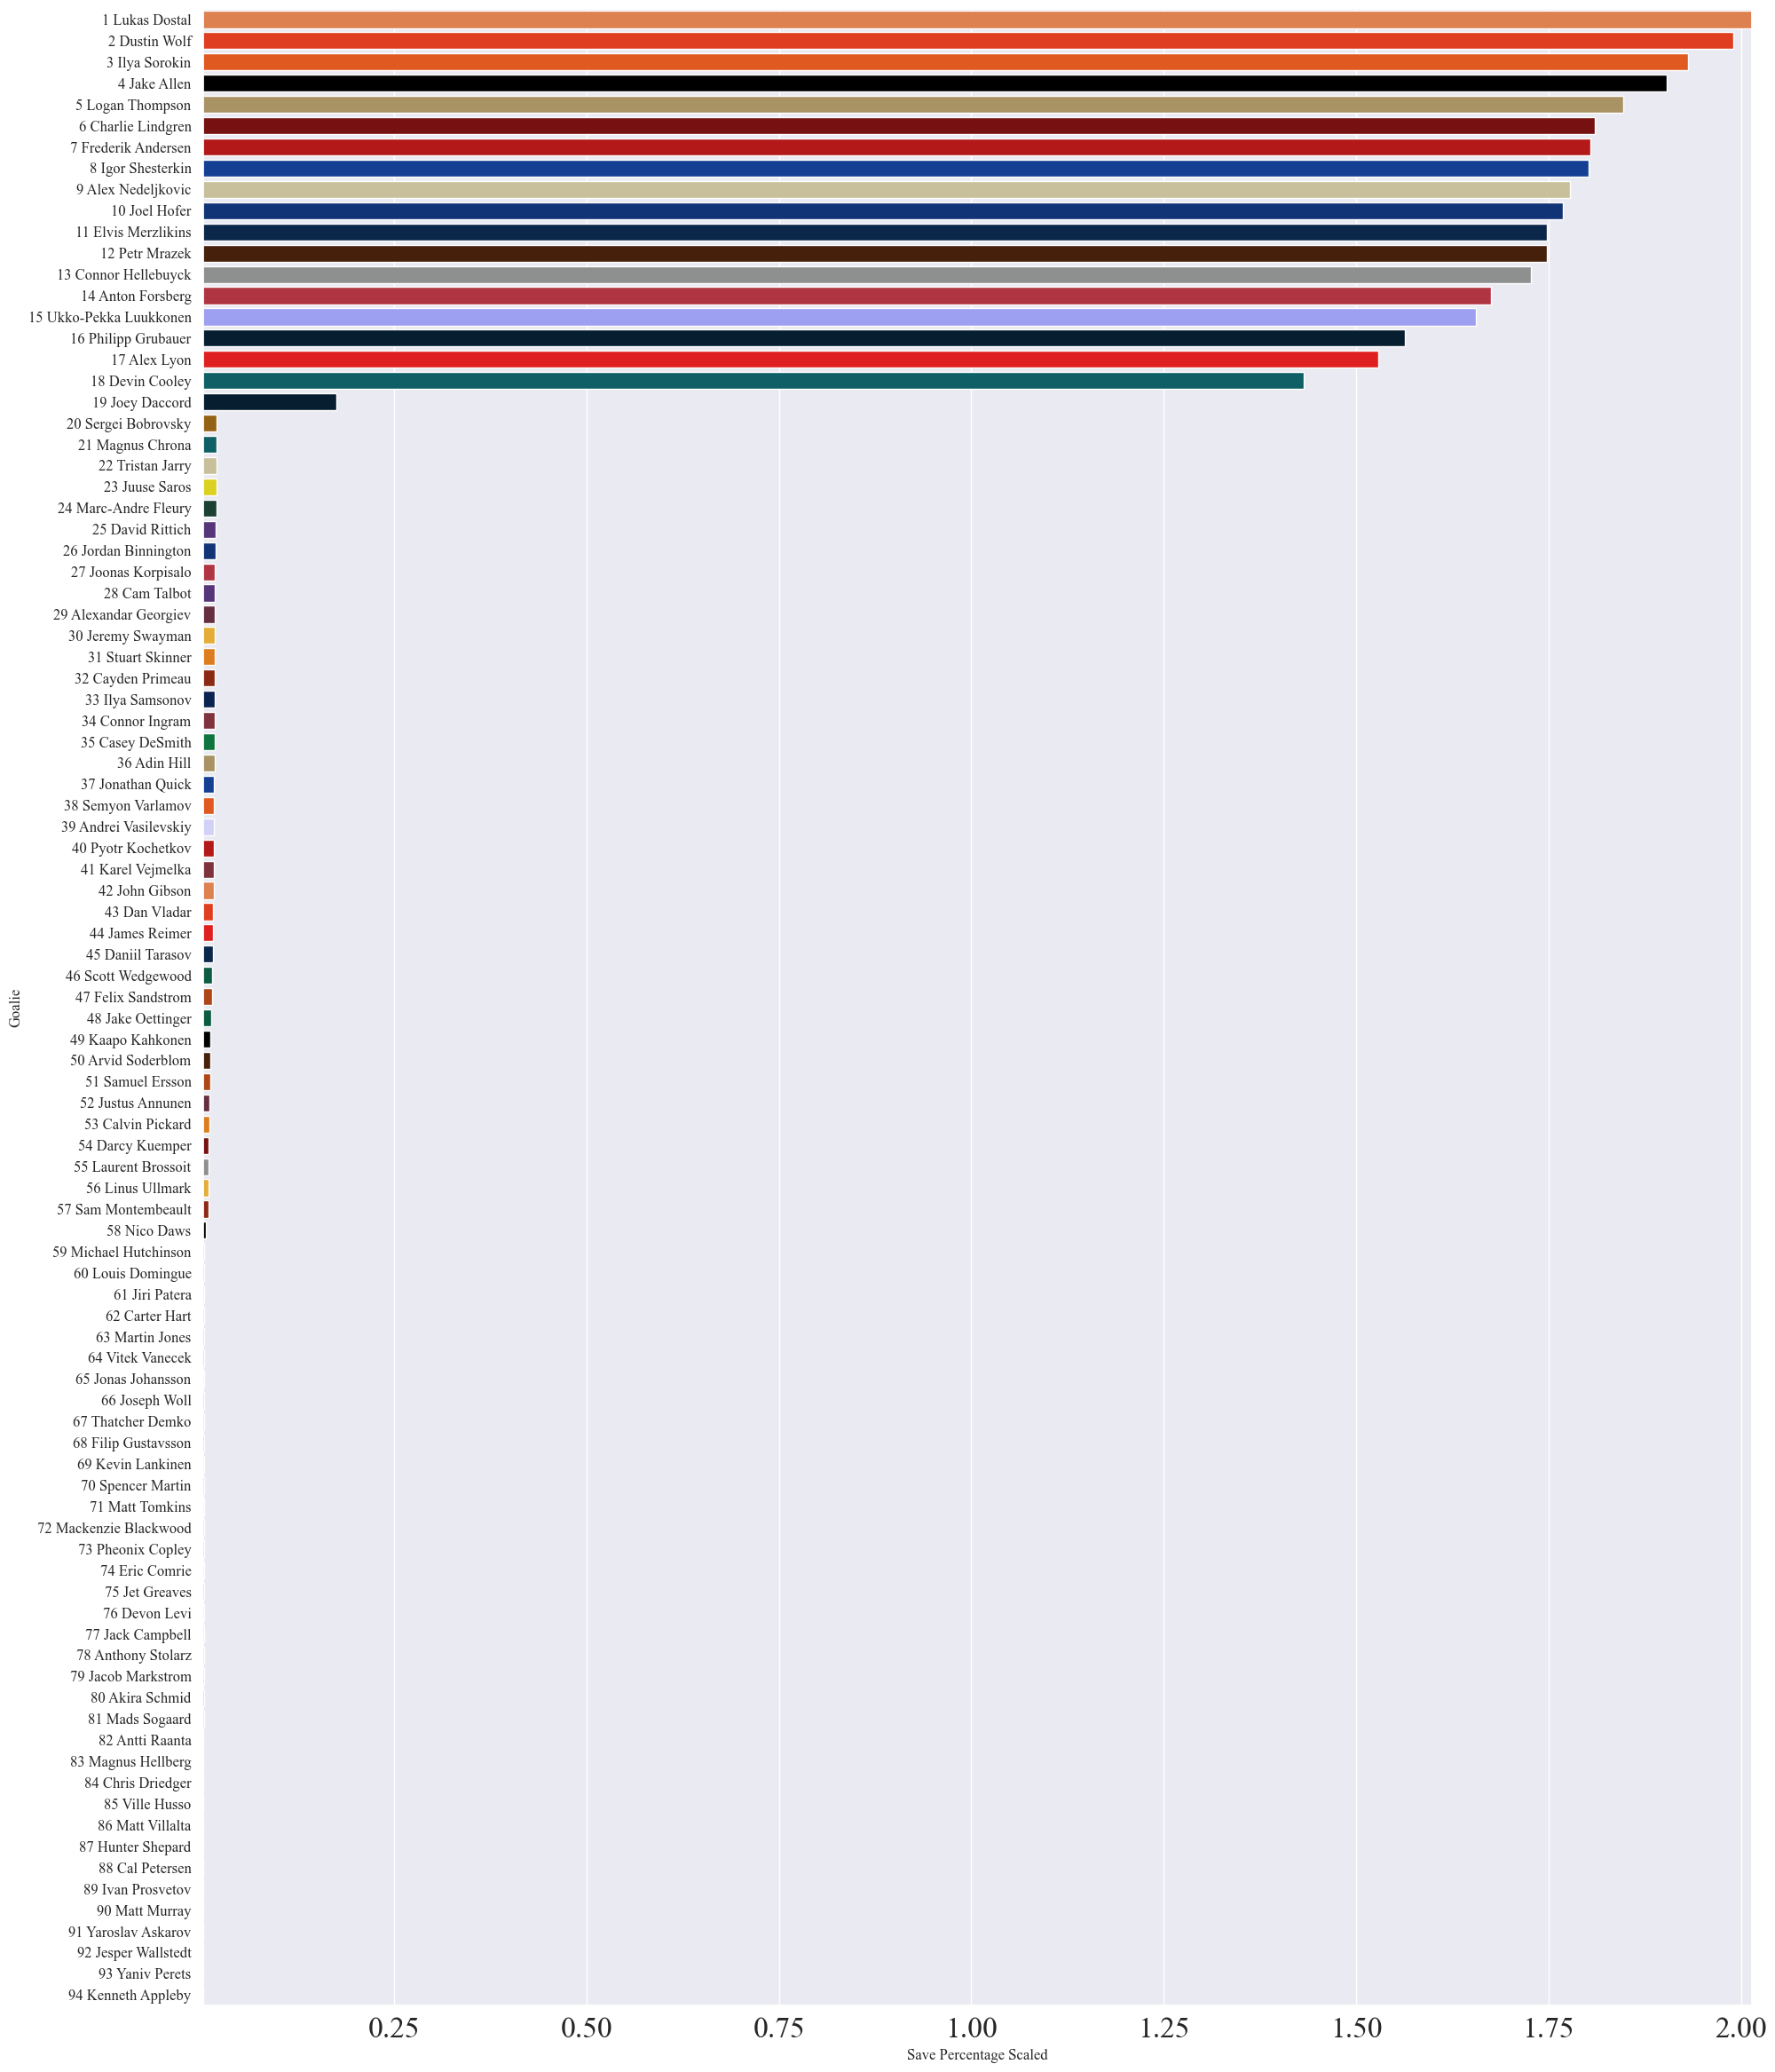 1 Lukas Dostal
2 Dustin Wolf
3 Ilya Sorokin
4 Jake Allen
5 Logan Thompson
6 Charlie Lindgren
7 Frederik Andersen
8 Igor Shesterkin
9 Alex Nedeljkovic
10 Joel Hofer
11 Elvis Merzlikins
12 Petr Mrazek
13 Connor Hellebuyck
14 Anton Forsberg
15 Ukko-Pekka Luukkonen
16 Philipp Grubauer
17 Alex Lyon
18 Devin Cooley
19 Joey Daccord
20 Sergei Bobrovsky
21 Magnus Chrona
22 Tristan Jarry
23 Juuse Saros
24 Marc-Andre Fleury
25 David Rittich
26 Jordan Binnington
27 Joonas Korpisalo
28 Cam Talbot
29 Alexandar Georgiev
30 Jeremy Swayman
31 Stuart Skinner
32 Cayden Primeau
33 Ilya Samsonov
34 Connor Ingram
35 Casey DeSmith
36 Adin Hill
37 Jonathan Quick
38 Semyon Varlamov
39 Andrei Vasilevskiy
40 Pyotr Kochetkov
41 Karel Vejmelka
42 John Gibson
43 Dan Vladar
44 James Reimer
45 Daniil Tarasov
46 Scott Wedgewood
47 Felix Sandstrom
48 Jake Oettinger
49 Kaapo Kahkonen
50 Arvid Soderblom
51 Samuel Ersson
52 Justus Annunen
53 Calvin Pickard
54 Darcy Kuemper
55 Laurent Brossoit
56 Linus Ullmark
57 Sam Montembeault
58 Nico Daws
59 Michael Hutchinson
60 Louis Domingue
61 Jiri Patera
62 Carter Hart
63 Martin Jones
64 Vitek Vanecek
65 Jonas Johansson
66 Joseph Woll
67 Thatcher Demko
68 Filip Gustavsson
69 Kevin Lankinen
70 Spencer Martin
71 Matt Tomkins
72 Mackenzie Blackwood
73 Pheonix Copley
74 Eric Comrie
75 Jet Greaves
76 Devon Levi
77 Jack Campbell
78 Anthony Stolarz
79 Jacob Markstrom
80 Akira Schmid
81 Mads Sogaard
82 Antti Raanta
83 Magnus Hellberg
84 Chris Driedger
85 Ville Husso
86 Matt Villalta
87 Hunter Shepard
88 Cal Petersen
89 Ivan Prosvetov
90 Matt Murray
91 Yaroslav Askarov
92 Jesper Wallstedt
93 Yaniv Perets
94 Kenneth Appleby
Goalie
0.25 0.50 0.75 1.00 1.25 1.50 1.75 2.00
Save Percentage Scaled